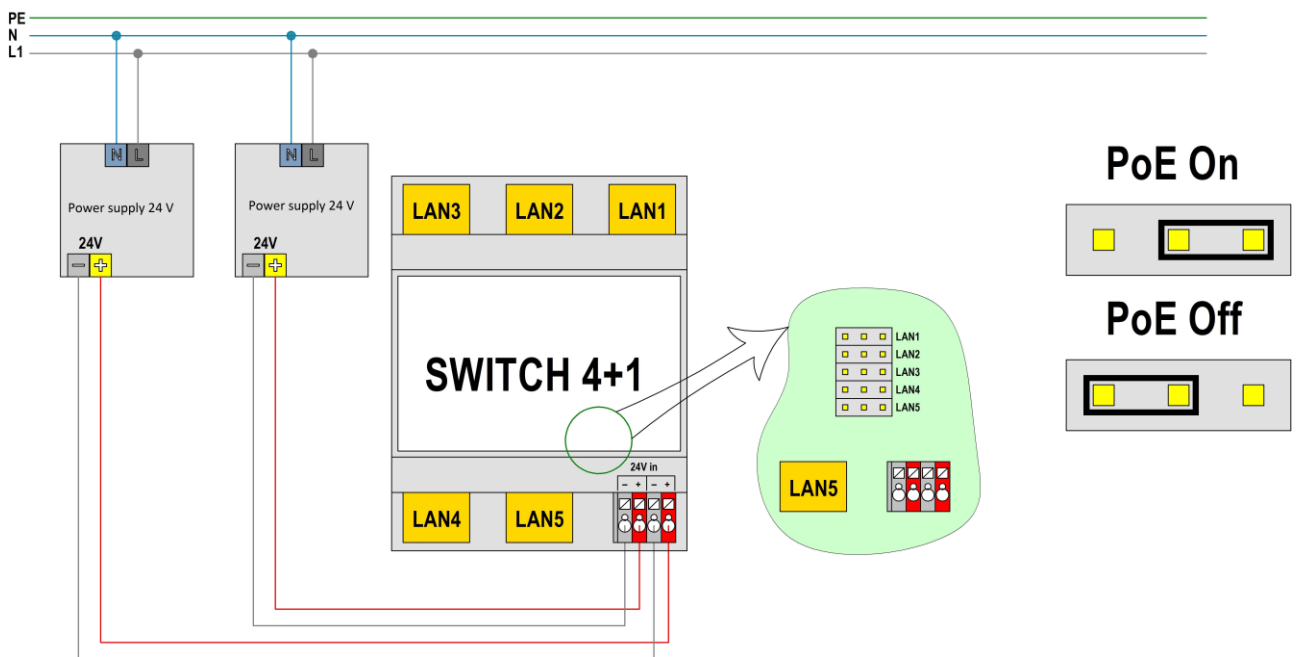 PE
N
L1
N L
Power supply 24 V
24V
− +
N L
Power supply 24 V
24V
− +
LAN3 LAN2 LAN1
SWITCH 4+1
24V in
− + − +
LAN4 LAN5
LAN1
LAN2
LAN3
LAN4
LAN5
LAN5
PoE On
PoE Off